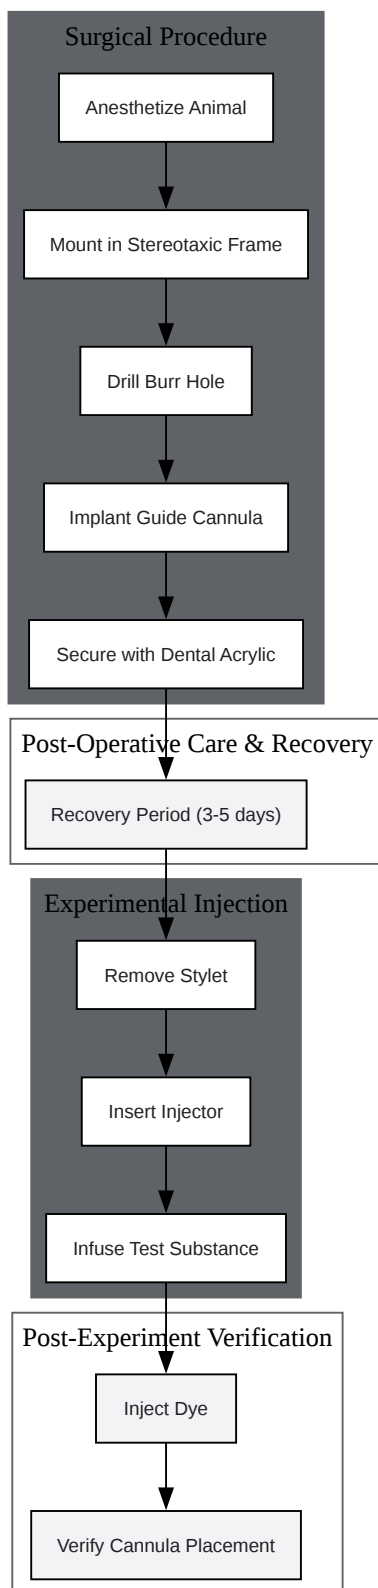 Surgical Procedure
Anesthetize Animal
Mount in Stereotaxic Frame
Drill Burr Hole
Implant Guide Cannula
Secure with Dental Acrylic
Post-Operative Care & Recovery
Recovery Period (3-5 days)
Experimental Injection
Remove Stylet
Insert Injector
Infuse Test Substance
Post-Experiment Verification
Inject Dye
Verify Cannula Placement